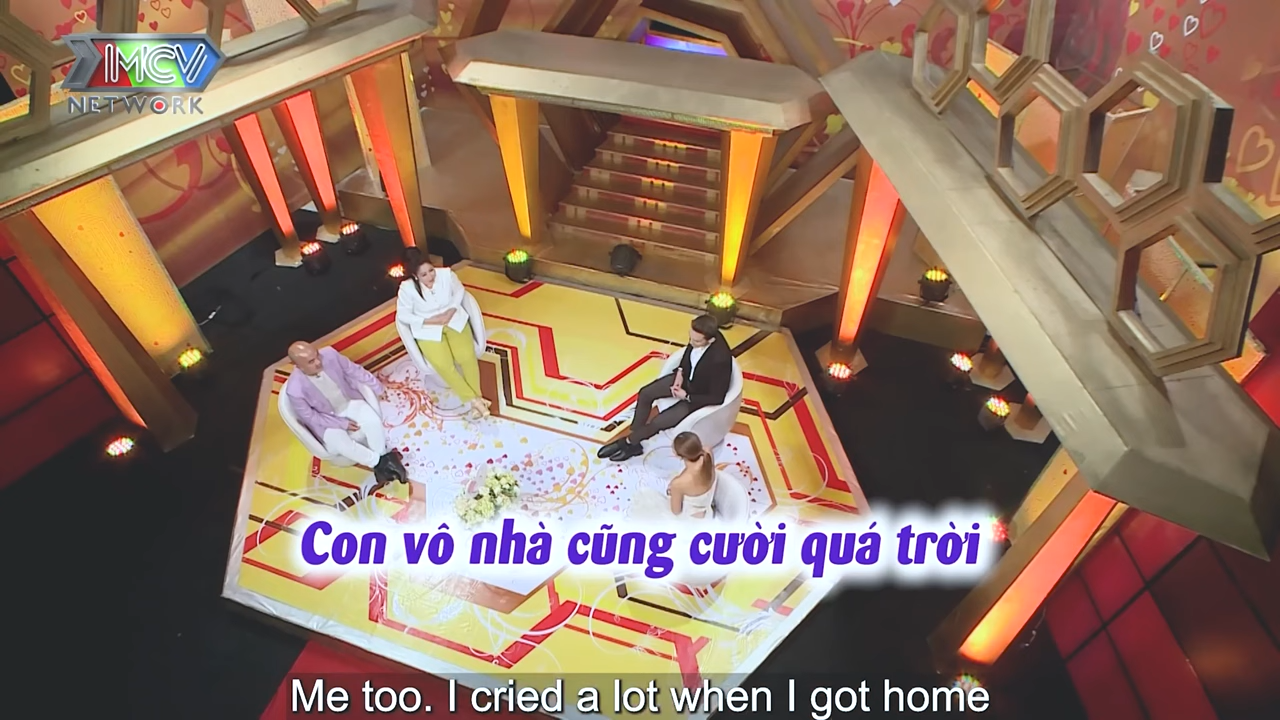 MCV
NETWORK
Con vô nhà cũng cười quá trời
Me too. I cried a lot when I got home